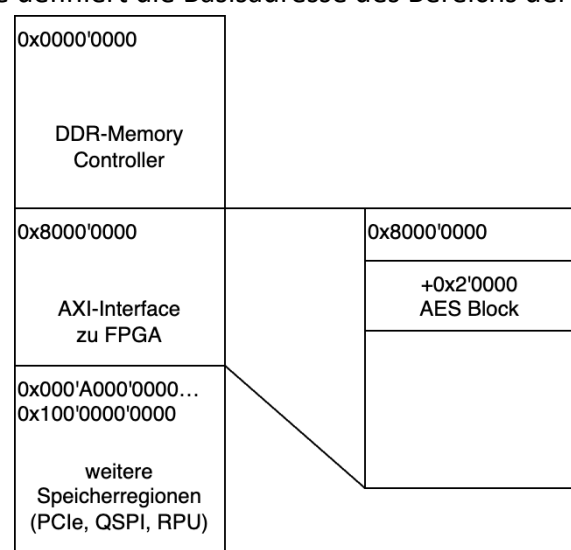 definiert die Basisadresse des Bereichs der
0x0000'0000
DDR-Memory
Controller
0x8000'0000
AXI-Interface
zu FPGA
0x000'A000'0000...
0x100'0000'0000
weitere
Speicherregionen
(PCIe, QSPI, RPU)
0x8000'0000
+0x2'0000
AES Block